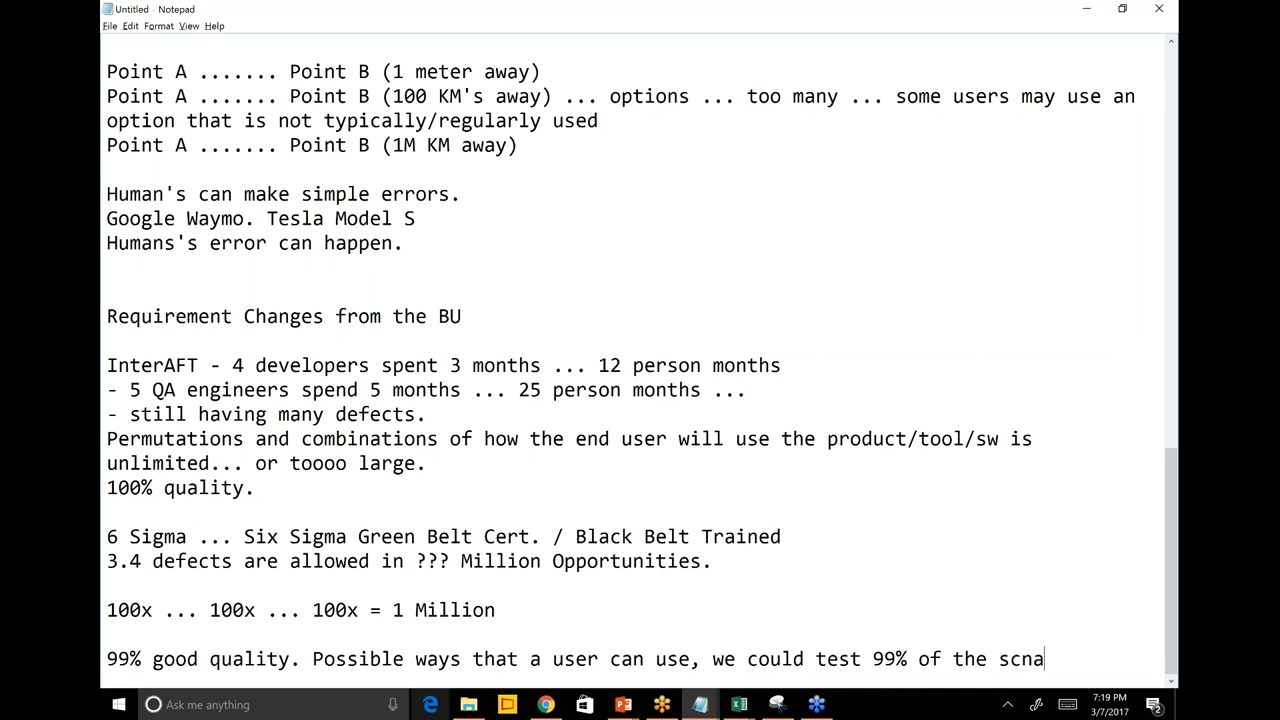 Untitled - Notepad
File Edit Format View Help
Point A ....... Point B (1 meter away)
Point A ....... Point B (100 KM's away) ... options ... too many ... some users may use an
option that is not typically/regularly used
Point A ....... Point B (1M KM away)
Human's can make simple errors.
Google Waymo. Tesla Model S
Humans's error can happen.
Requirement Changes from the BU
InterAFT - 4 developers spent 3 months ... 12 person months
- 5 QA engineers spend 5 months ... 25 person months ...
- still having many defects.
Permutations and combinations of how the end user will use the product/tool/sw is
unlimited... or toooo large.
100% quality.
6 Sigma ... Six Sigma Green Belt Cert. / Black Belt Trained
3.4 defects are allowed in ??? Million Opportunities.
100x ... 100x ... 100x = 1 Million
99% good quality. Possible ways that a user can use, we could test 99% of the scna
Ask me anything
7:19 PM
3/7/2017
2